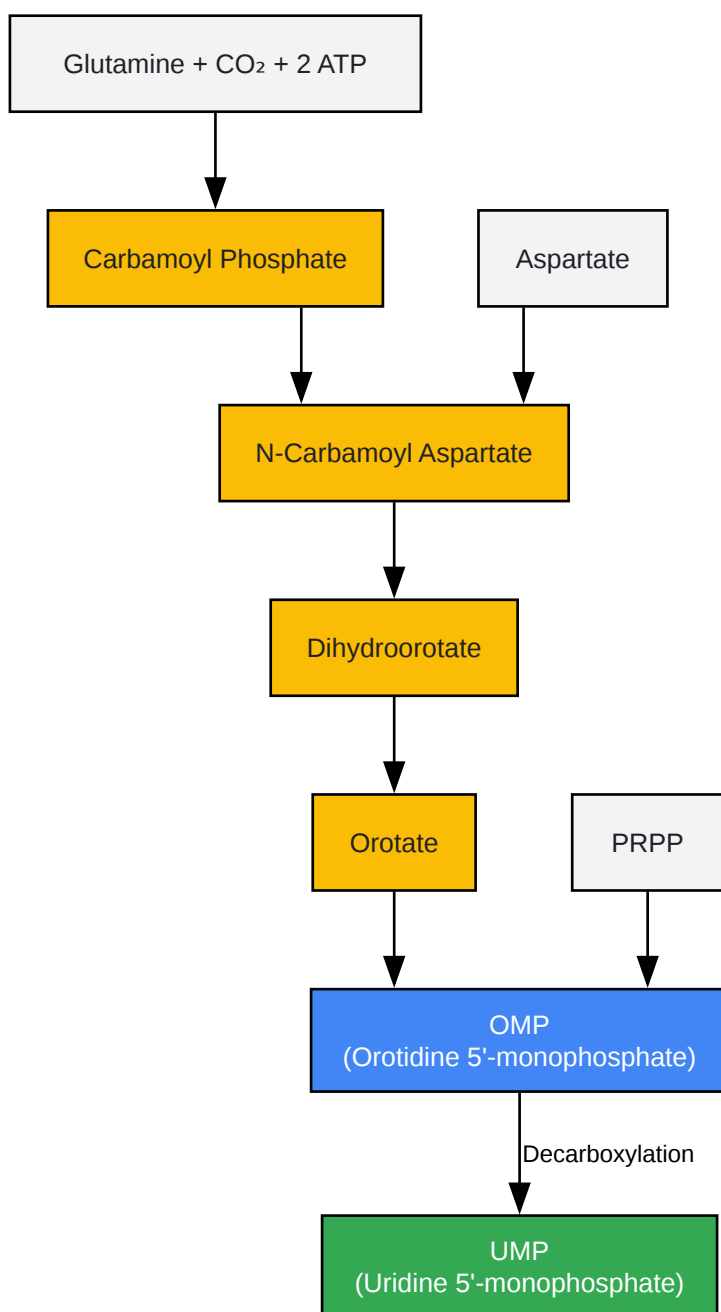 Glutamine + CO₂ + 2 ATP
Carbamoyl Phosphate
Aspartate
N-Carbamoyl Aspartate
Dihydroorotate
Orotate
PRPP
OMP
(Orotidine 5'-monophosphate)
Decarboxylation
UMP
(Uridine 5'-monophosphate)